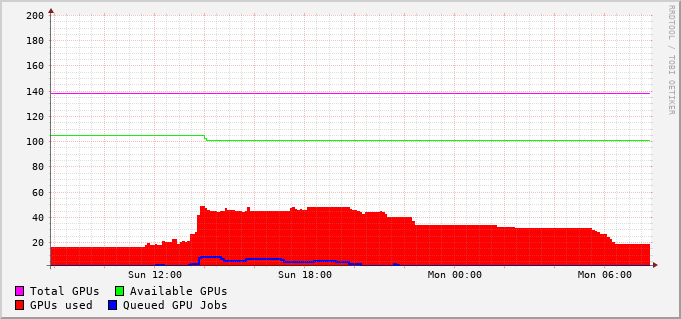 200
180
160
140
120
100
80
60
40
20
Sun 12:00 Sun 18:00 Mon 00:00 Mon 06:00
Total GPUs Available GPUs
GPUs used Queued GPU Jobs
RRDTOOL / TOBI OETIKER